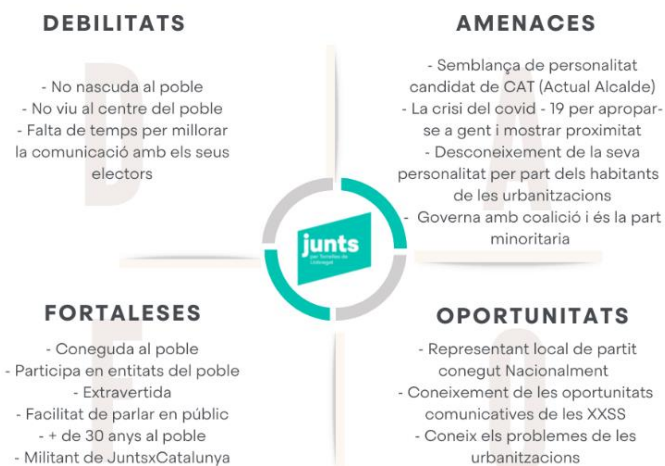 DEBILITATS
- No nascuda al poble
- No viu al centre del poble
- Falta de temps per millorar
la comunicació amb els seus
electors
AMENACES
- Semblança de personalitat
candidat de CAT (Actual Alcalde)
- La crisi del covid - 19 per apropar-
se a gent i mostrar proximitat
- Desconeixement de la seva
personalitat per part dels habitants
de les urbanitzacions
- Governa amb coalició i és la part
minoritaria
junts
per Torrelles de
Llobregat
FORTALESES
- Coneguda al poble
- Participa en entitats del poble
- Extravertida
- Facilitat de parlar en públic
- + de 30 anys al poble
- Militant de JuntsxCatalunya
OPORTUNITATS
- Representant local de partit
conegut Nacionalment
- Coneixement de les oportunitats
comunicatives de les XXSS
- Coneix els problemes de les
urbanitzacions
D
A
F
O